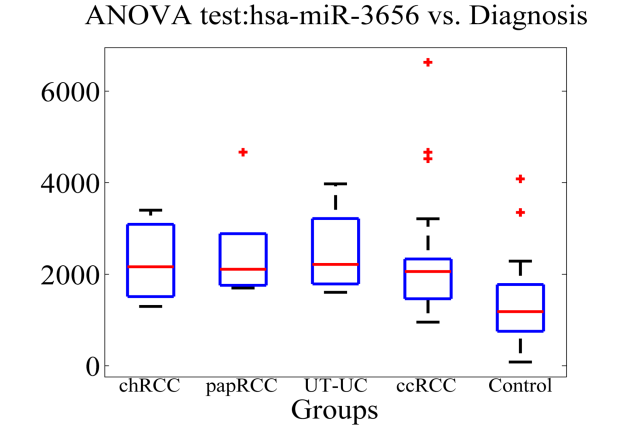 ANOVA test:hsa-miR-3656 vs. Diagnosis
6000
4000
2000
0
chRCC papRCC UT-UC ccRCC Control
Groups